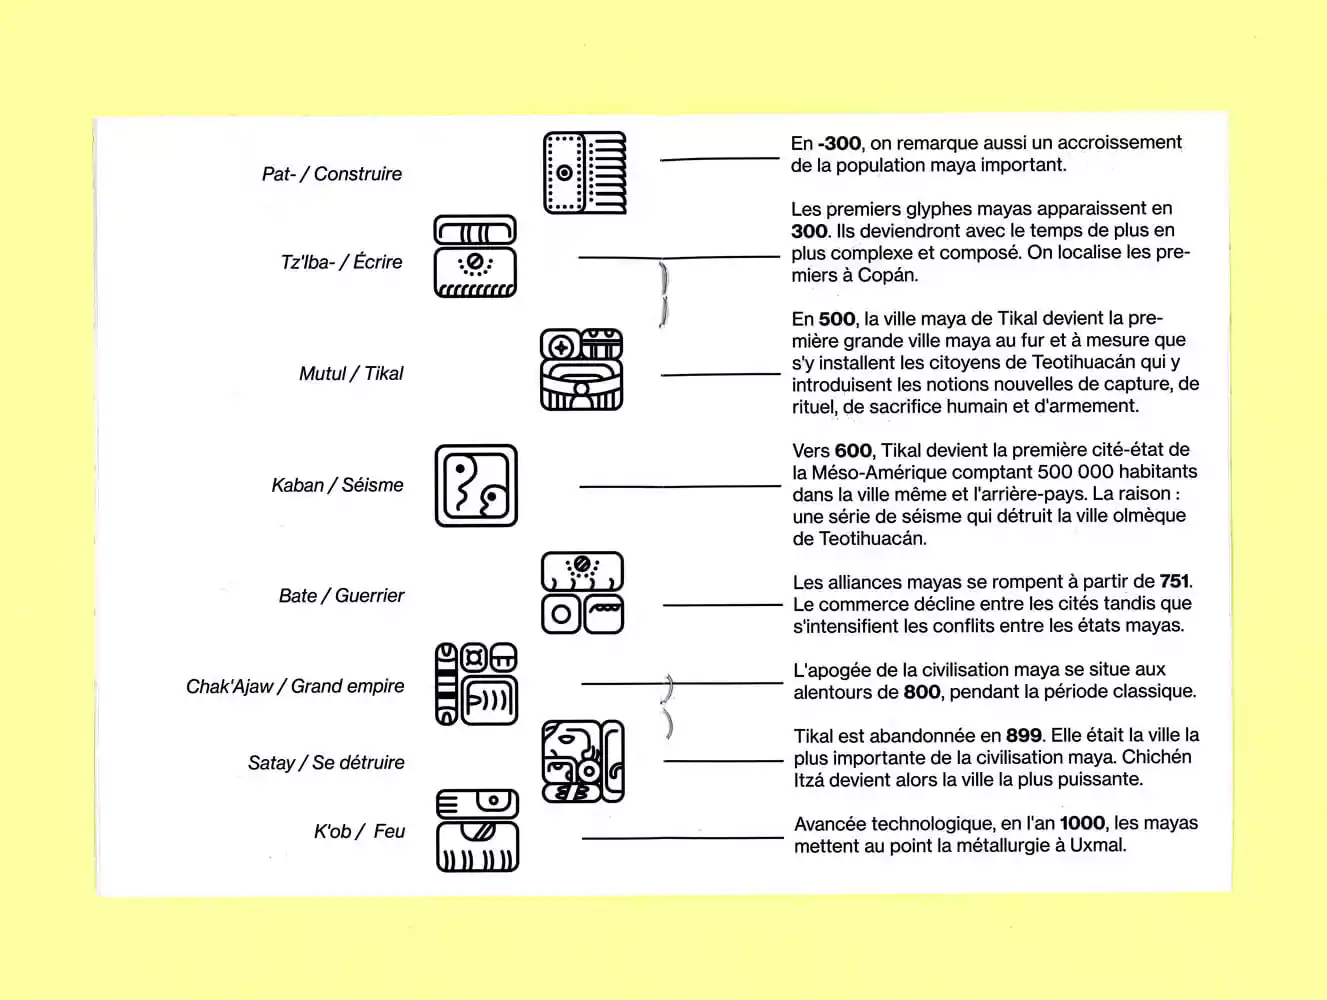 Pat- / Construire
En -300, on remarque aussi un accroissement
de la population maya important.
Tz'Iba- / Écrire
Les premiers glyphes mayas apparaissent en
300. Ils deviendront avec le temps de plus en
plus complexe et composé. On localise les pre-
miers à Copán.
Mutul / Tikal
En 500, la ville maya de Tikal devient la pre-
mière grande ville maya au fur et à mesure que
s'y installent les citoyens de Teotihuacán qui y
introduisent les notions nouvelles de capture, de
rituel, de sacrifice humain et d'armement.
Kaban / Séisme
Vers 600, Tikal devient la première cité-état de
la Méso-Amérique comptant 500 000 habitants
dans la ville même et l'arrière-pays. La raison :
une série de séisme qui détruit la ville olmèque
de Teotihuacán.
Bate / Guerrier
Les alliances mayas se rompent à partir de 751.
Le commerce décline entre les cités tandis que
s'intensifient les conflits entre les états mayas.
Chak'Ajaw / Grand empire
L'apogée de la civilisation maya se situe aux
alentours de 800, pendant la période classique.
Satay / Se détruire
Tikal est abandonnée en 899. Elle était la ville la
plus importante de la civilisation maya. Chichén
Itzá devient alors la ville la plus puissante.
K'ob / Feu
Avancée technologique, en l'an 1000, les mayas
mettent au point la métallurgie à Uxmal.